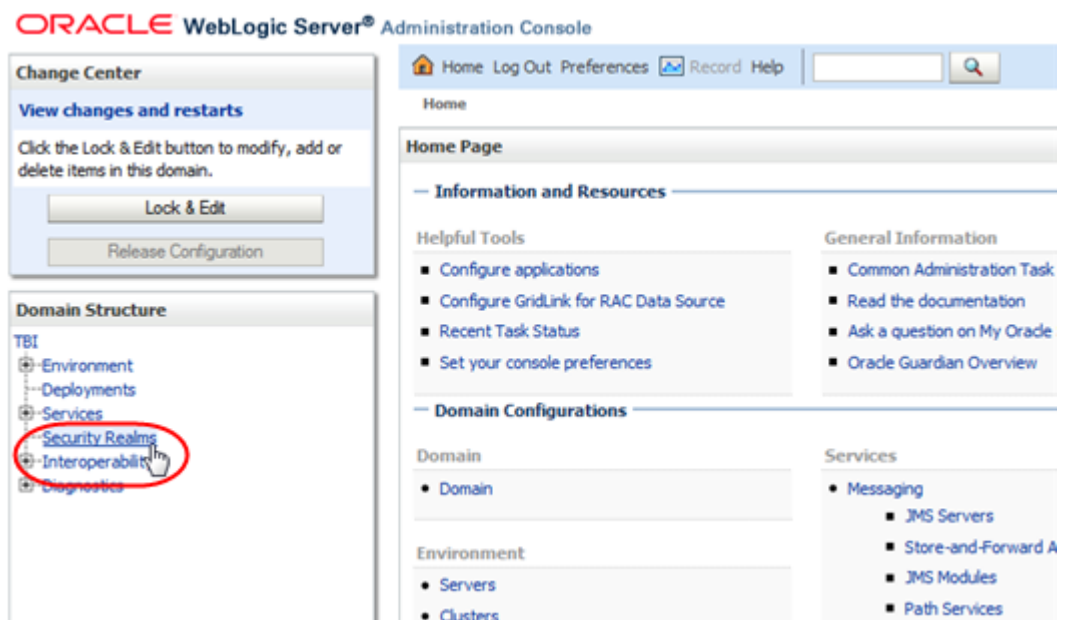 ORACLE WebLogic Server® Administration Console
Change Center
View changes and restarts
Click the Lock & Edit button to modify, add or
delete items in this domain.
Lock & Edit
Release Configuration
Domain Structure
TBI
Environment
Deployments
Services
Security Realms
Interoperability
Diagnostics
Home Log Out Preferences Record Help
Home
Home Page
Information and Resources
Helpful Tools
Configure applications
Configure GridLink for RAC Data Source
Recent Task Status
Set your console preferences
General Information
Common Administration Task
Read the documentation
Ask a question on My Oracle
Oracle Guardian Overview
Domain Configurations
Domain
Domain
Environment
Servers
Clusters
Services
Messaging
JMS Servers
Store-and-Forward A
JMS Modules
Path Services